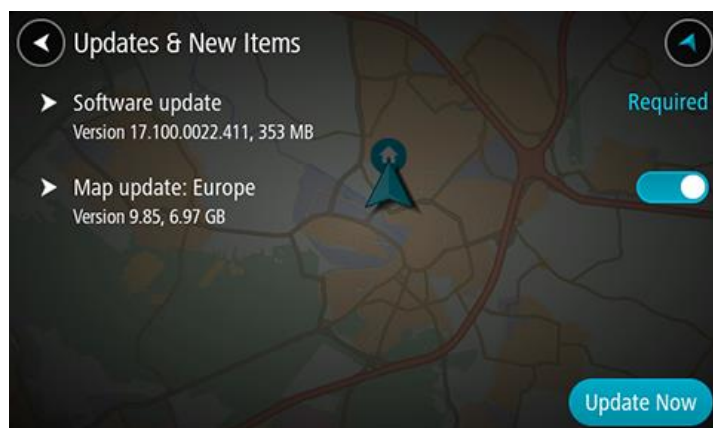 Updates & New Items
Software update
Required
Version 17.100.0022.411, 353 MB
Map update: Europe
Version 9.85, 6.97 GB
Update Now